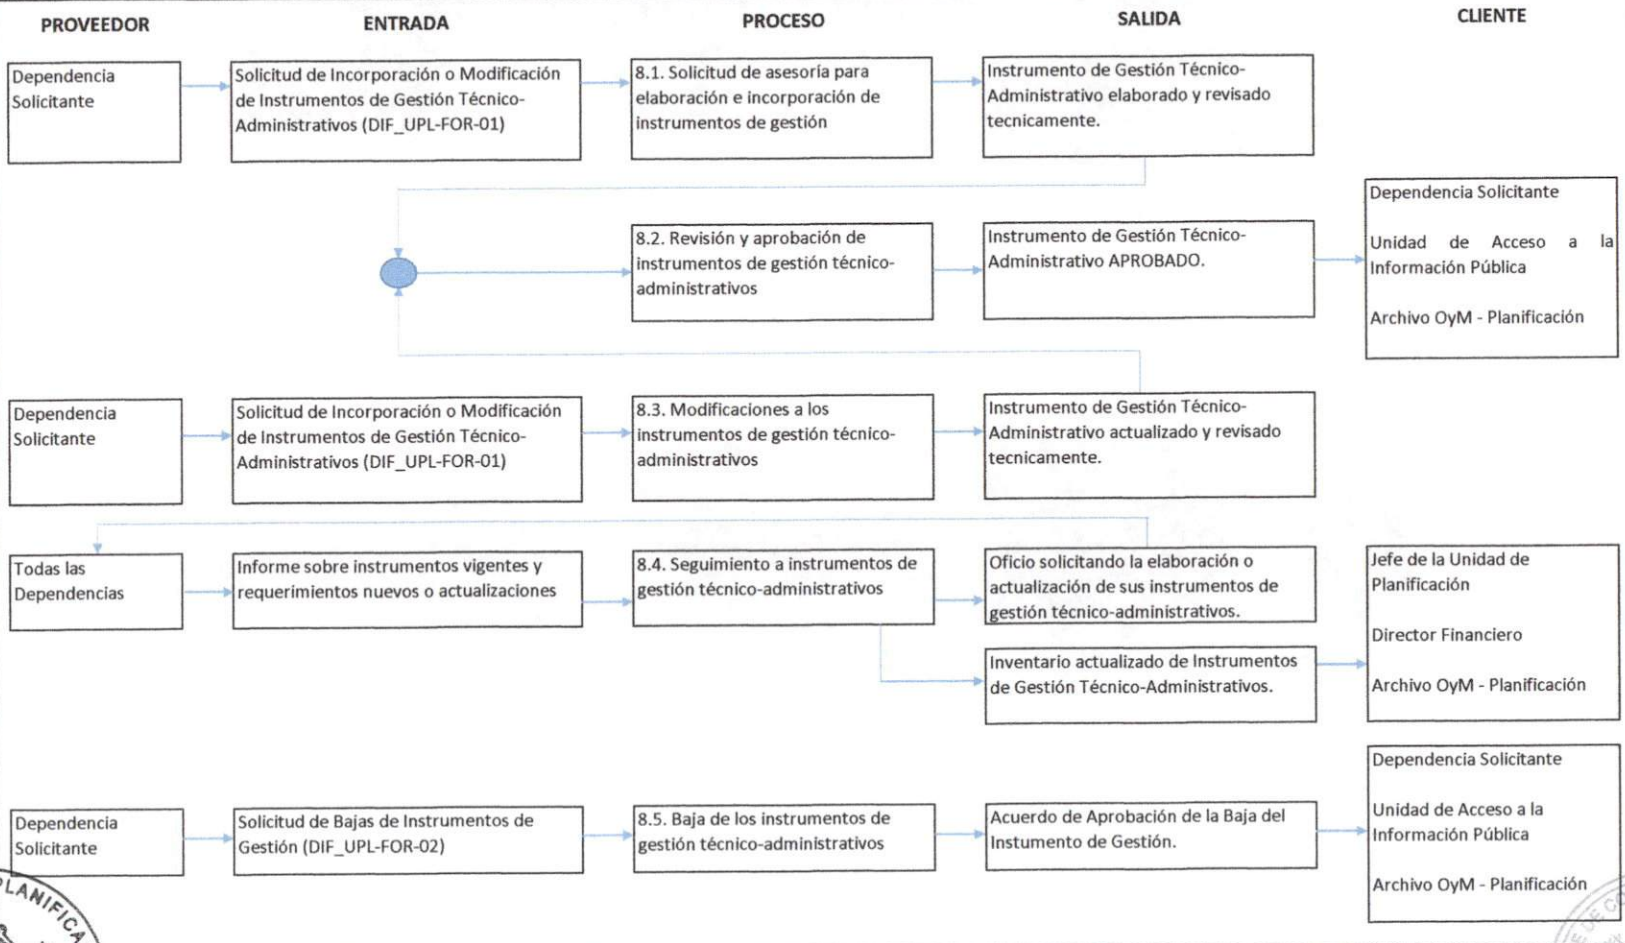 PROVEEDOR
ENTRADA
PROCESO
SALIDA
CLIENTE
Dependencia
Solicitante
Solicitud de Incorporación o Modificación
de Instrumentos de Gestión Técnico-
Administrativos (DIF_UPL-FOR-01)
8.1. Solicitud de asesoría para
elaboración e incorporación de
instrumentos de gestión
Instrumento de Gestión Técnico-
Administrativo elaborado y revisado
tecnicamente.
8.2. Revisión y aprobación de
instrumentos de gestión técnico-
administrativos
Instrumento de Gestión Técnico-
Administrativo APROBADO.
Dependencia Solicitante
Unidad de Acceso a la
Información Pública
Archivo OyM - Planificación
Dependencia
Solicitante
Solicitud de Incorporación o Modificación
de Instrumentos de Gestión Técnico-
Administrativos (DIF_UPL-FOR-01)
8.3. Modificaciones a los
instrumentos de gestión técnico-
administrativos
Instrumento de Gestión Técnico-
Administrativo actualizado y revisado
tecnicamente.
Todas las
Dependencias
Informe sobre instrumentos vigentes y
requerimientos nuevos o actualizaciones
8.4. Seguimiento a instrumentos de
gestión técnico-administrativos
Oficio solicitando la elaboración o
actualización de sus instrumentos de
gestión técnico-administrativos.
Inventario actualizado de Instrumentos
de Gestión Técnico-Administrativos.
Jefe de la Unidad de
Planificación
Director Financiero
Archivo OyM - Planificación
Dependencia
Solicitante
Solicitud de Bajas de Instrumentos de
Gestión (DIF_UPL-FOR-02)
8.5. Baja de los instrumentos de
gestión técnico-administrativos
Acuerdo de Aprobación de la Baja del
Instumento de Gestión.
Dependencia Solicitante
Unidad de Acceso a la
Información Pública
Archivo OyM - Planificación
PLANIFICA
DE CO